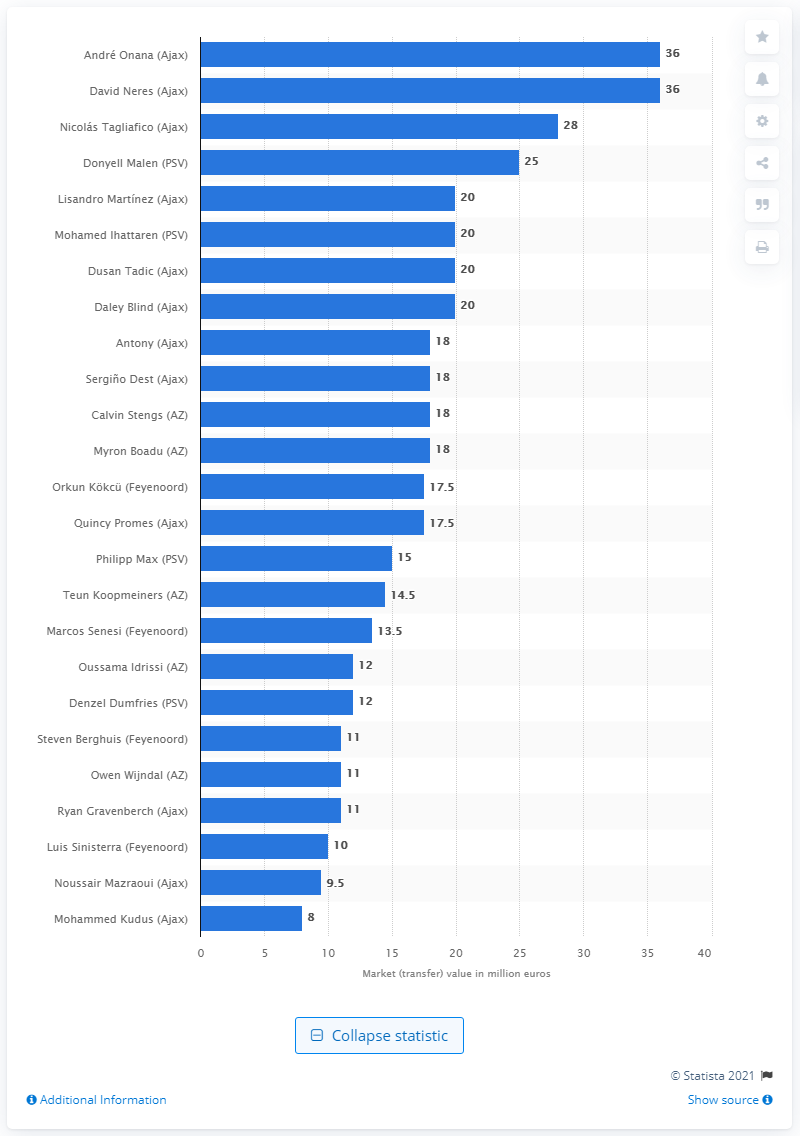 André Onana (Ajax) 36
David Neres (Ajax) 36
Nicolás Tagliafico (Ajax) 28
Donyell Malen (PSV) 25
Lisandro Martínez (Ajax) 20
Mohamed Ihattaren (PSV) 20
Dusan Tadic (Ajax) 20
Daley Blind (Ajax) 20
Antony (Ajax) 18
Sergiño Dest (Ajax) 18
Calvin Stengs (AZ) 18
Myron Boadu (AZ) 18
Orkun Kökcü (Feyenoord) 17.5
Quincy Promes (Ajax) 17.5
Philipp Max (PSV) 15
Teun Koopmeiners (AZ) 14.5
Marcos Senesi (Feyenoord) 13.5
Oussama Idrissi (AZ) 12
Denzel Dumfries (PSV) 12
Steven Berghuis (Feyenoord) 11
Owen Wijndal (AZ) 11
Ryan Gravenberch (Ajax) 11
Luis Sinisterra (Feyenoord) 10
Noussair Mazraoui (Ajax) 9.5
Mohammed Kudus (Ajax) 8
0 5 10 15 20 25 30 35 40
Market (transfer) value in million euros
Collapse statistic
© Statista 2021
Additional Information Show source